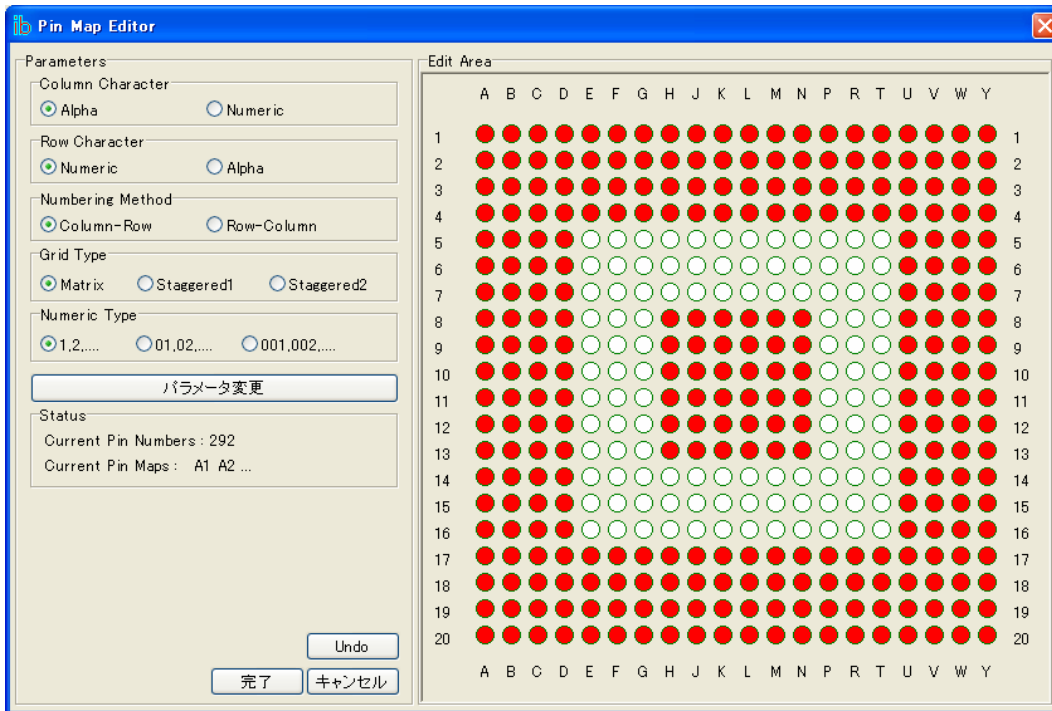 ib Pin Map Editor
Parameters
Column Character
Alpha Numeric
Row Character
Numeric Alpha
Numbering Method
Column-Row Row-Column
Grid Type
Matrix Staggered1 Staggered2
Numeric Type
1,2,.... 01,02,.... 001,002,....
パラメータ変更
Status
Current Pin Numbers : 292
Current Pin Maps : A1 A2 ...
Undo
完了 キャンセル
Edit Area
A B C D E F G H J K L M N P R T U V W Y
1 1
2 2
3 3
4 4
5 5
6 6
7 7
8 8
9 9
10 10
11 11
12 12
13 13
14 14
15 15
16 16
17 17
18 18
19 19
20 20
A B C D E F G H J K L M N P R T U V W Y